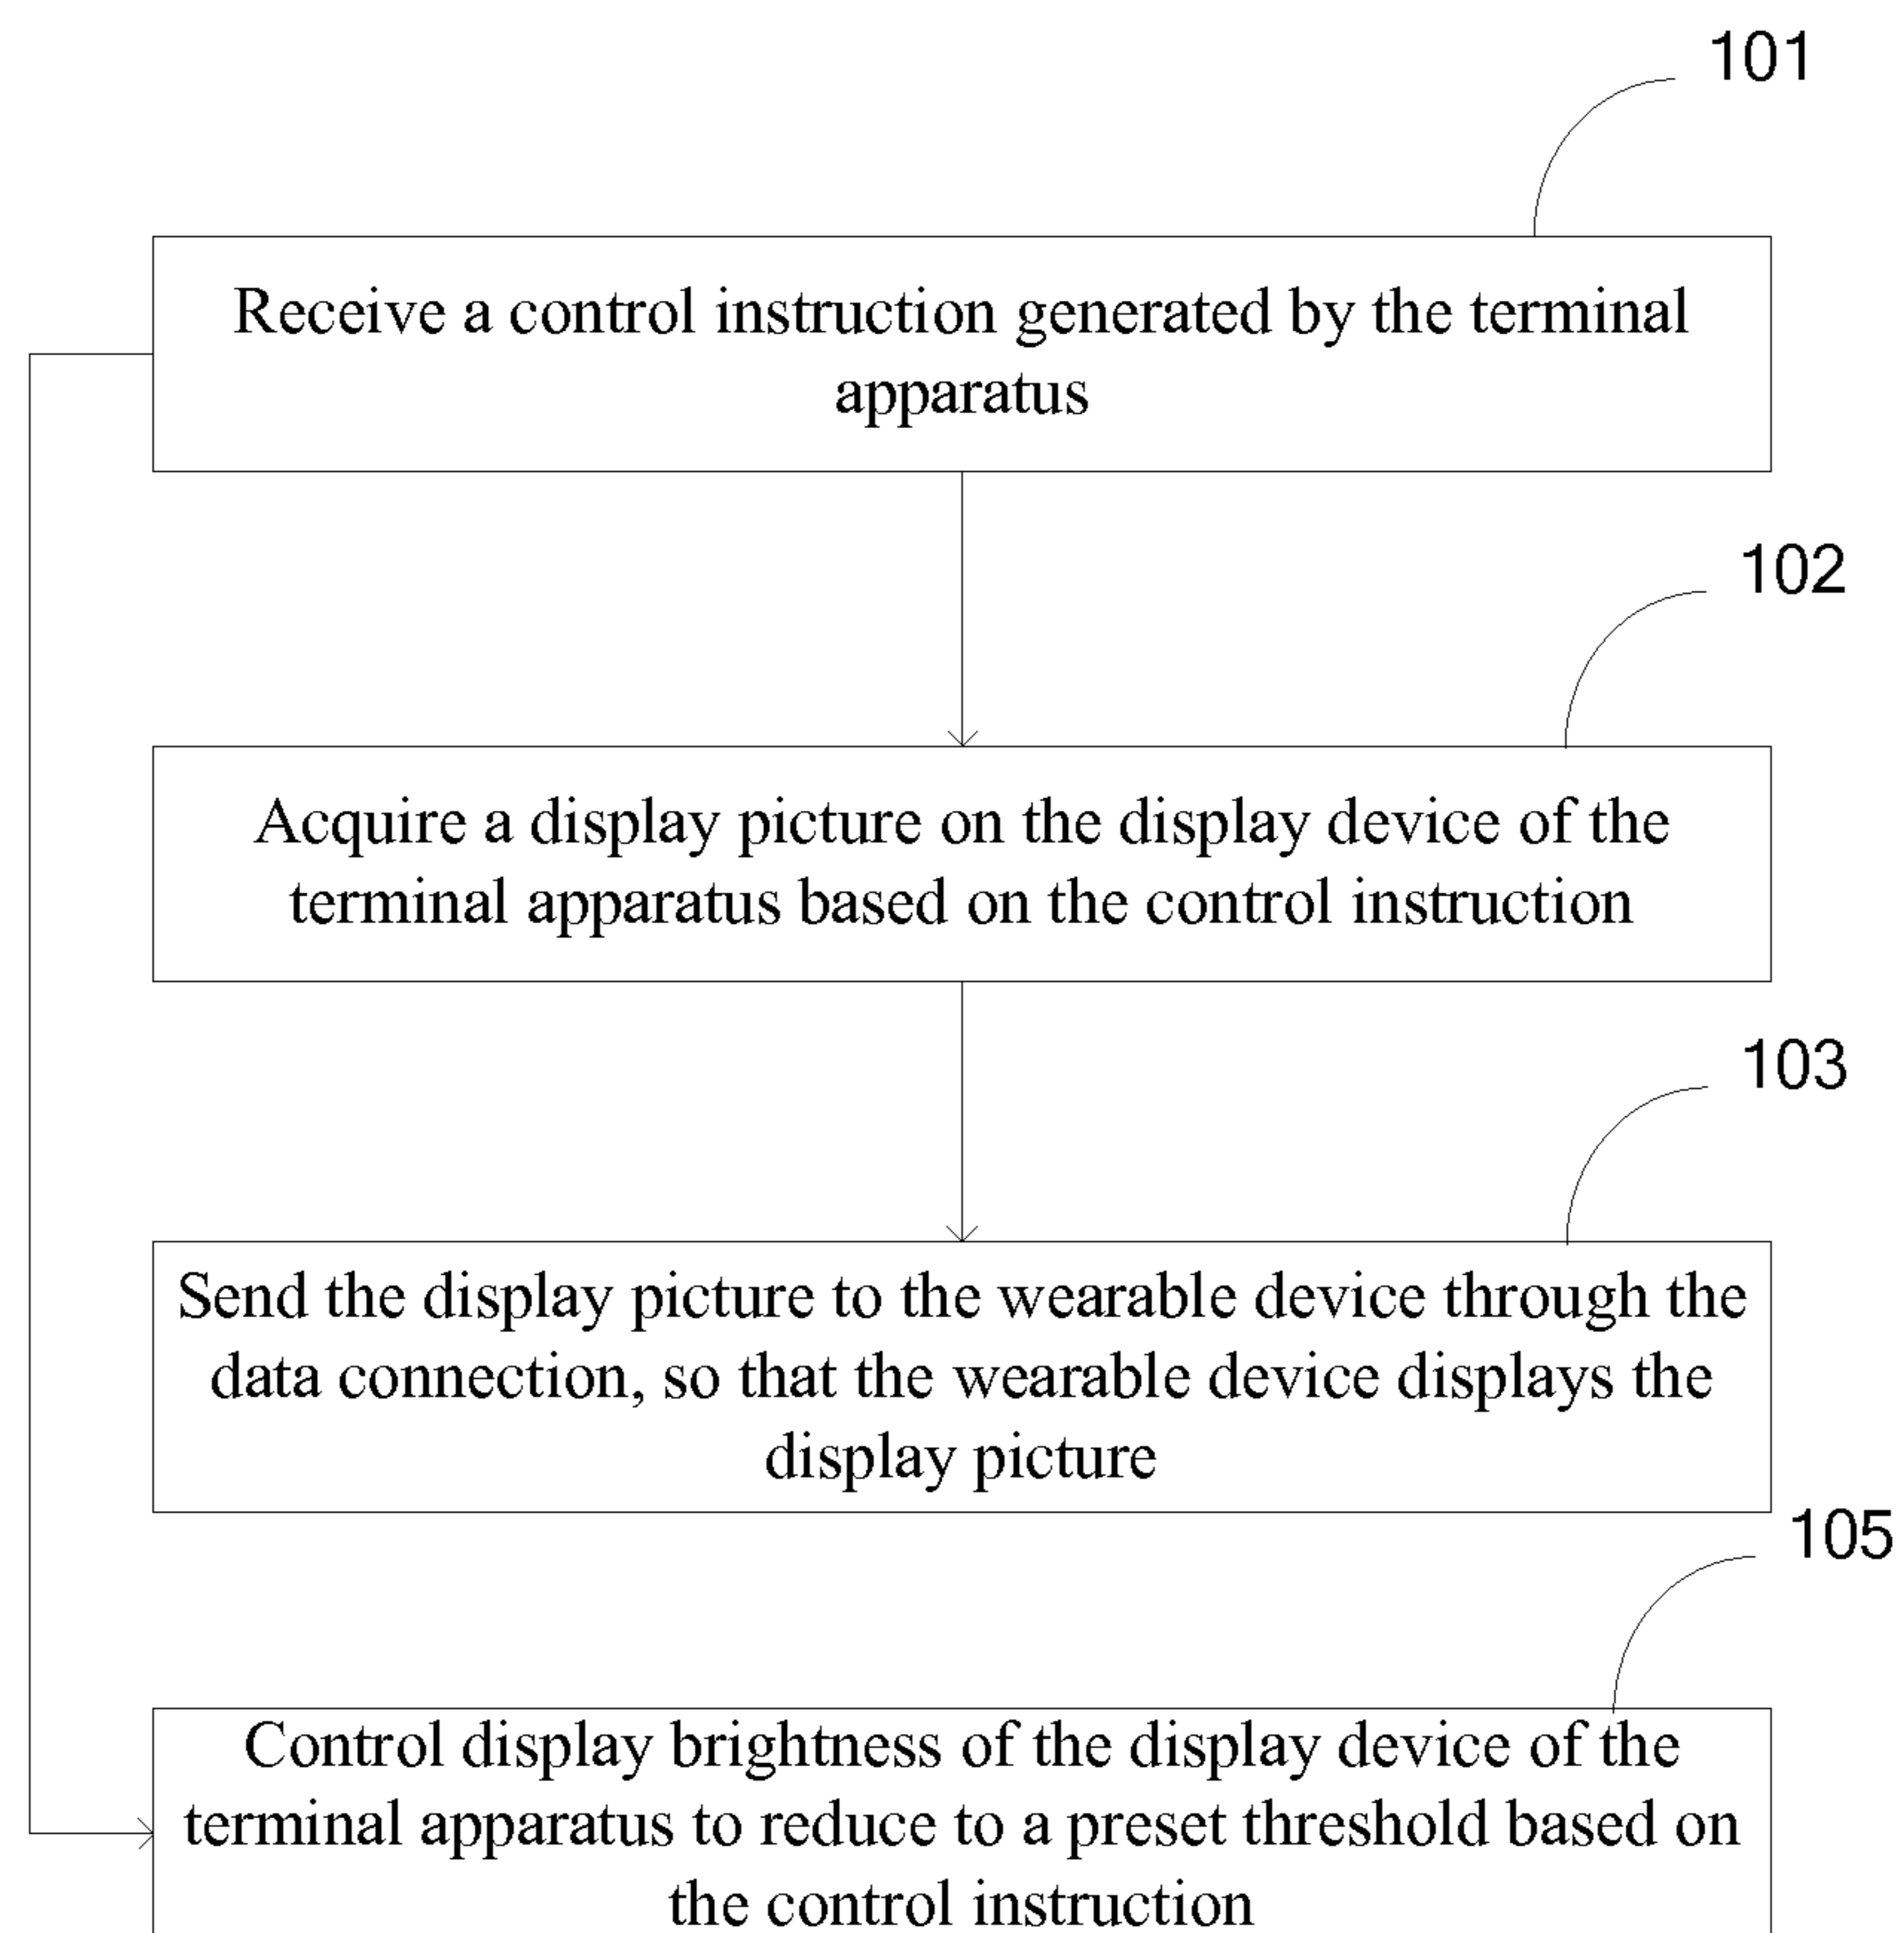 101
Receive a control instruction generated by the terminal
apparatus
102
Acquire a display picture on the display device of the
terminal apparatus based on the control instruction
103
Send the display picture to the wearable device through the
data connection, so that the wearable device displays the
display picture
105
Control display brightness of the display device of the
terminal apparatus to reduce to a preset threshold based on
the control instruction